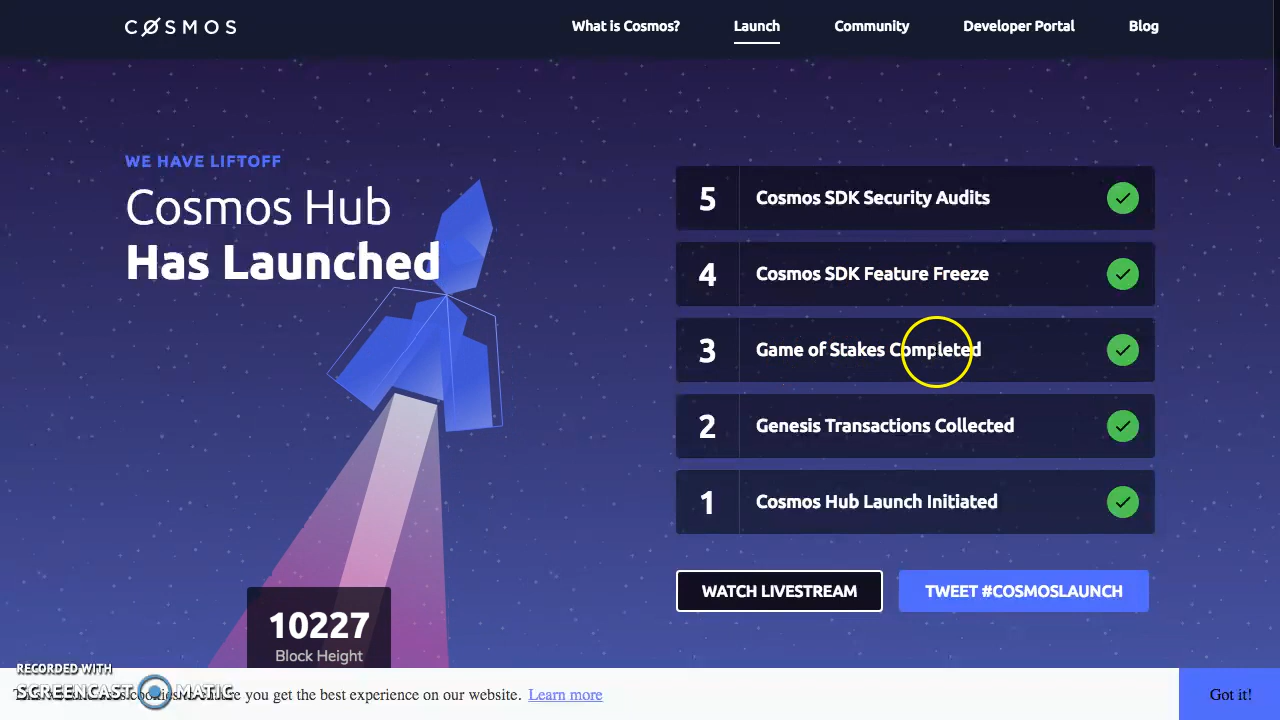 CØSMOS
What is Cosmos?
Launch
Community
Developer Portal
Blog
WE HAVE LIFTOFF
Cosmos Hub
Has Launched
5
Cosmos SDK Security Audits
4
Cosmos SDK Feature Freeze
3
Game of Stakes Completed
2
Genesis Transactions Collected
1
Cosmos Hub Launch Initiated
WATCH LIVESTREAM
TWEET #COSMOSLAUNCH
10227
Block Height
RECORDED WITH
SCREENCAST MATIC
you get the best experience on our website. Learn more
Got it!